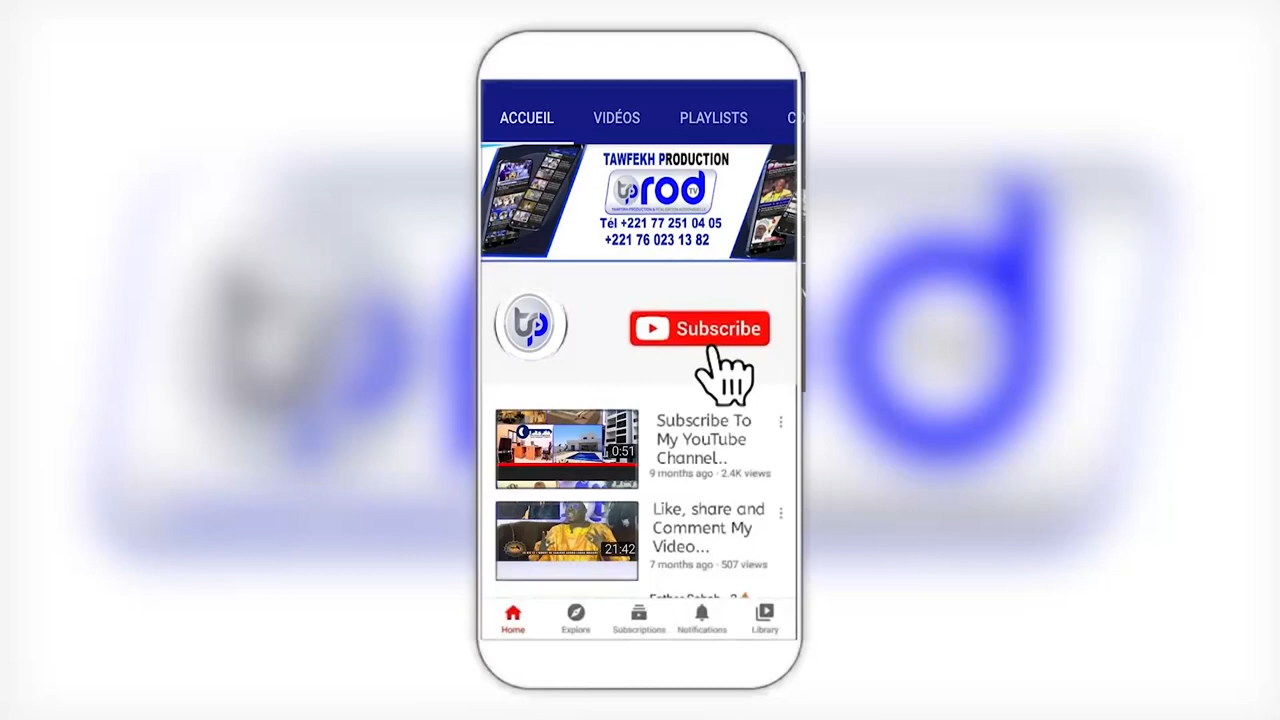 ACCUEIL VIDÉOS PLAYLISTS
TAWFEKH PRODUCTION
tprod TV
Tél +221 77 251 04 05
+221 76 023 13 82
tp
Subscribe
Subscribe To
My YouTube
Channel..
0:51
9 months ago · 2.4K views
Like, share and
Comment My
Video...
21:42
7 months ago · 507 views
Home Explore Subscriptions Notifications Library